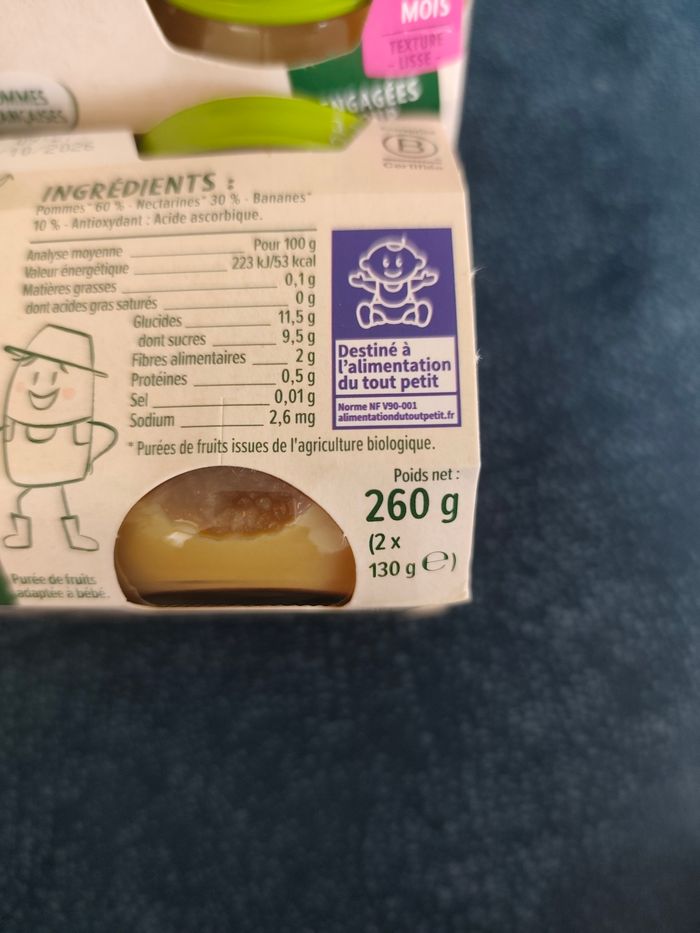 MOIS
TEXTURE
- LISSE -
ENGAGÉES
B
Certifiée
10/2026
INGRÉDIENTS :
Pommes* 60 % - Nectarines* 30 % - Bananes*
10 % - Antioxydant : Acide ascorbique.
Analyse moyenne Pour 100 g
Valeur énergétique 223 kJ/53 kcal
Matières grasses 0,1 g
dont acides gras saturés 0 g
Glucides 11,5 g
dont sucres 9,5 g
Fibres alimentaires 2 g
Protéines 0,5 g
Sel 0,01 g
Sodium 2,6 mg
* Purées de fruits issues de l'agriculture biologique.
Destiné à
l'alimentation
du tout petit
Norme NF V90-001
alimentationdutoutpetit.fr
Poids net :
260 g
(2 x
130 g e)
Purée de fruits
adaptée à bébé.